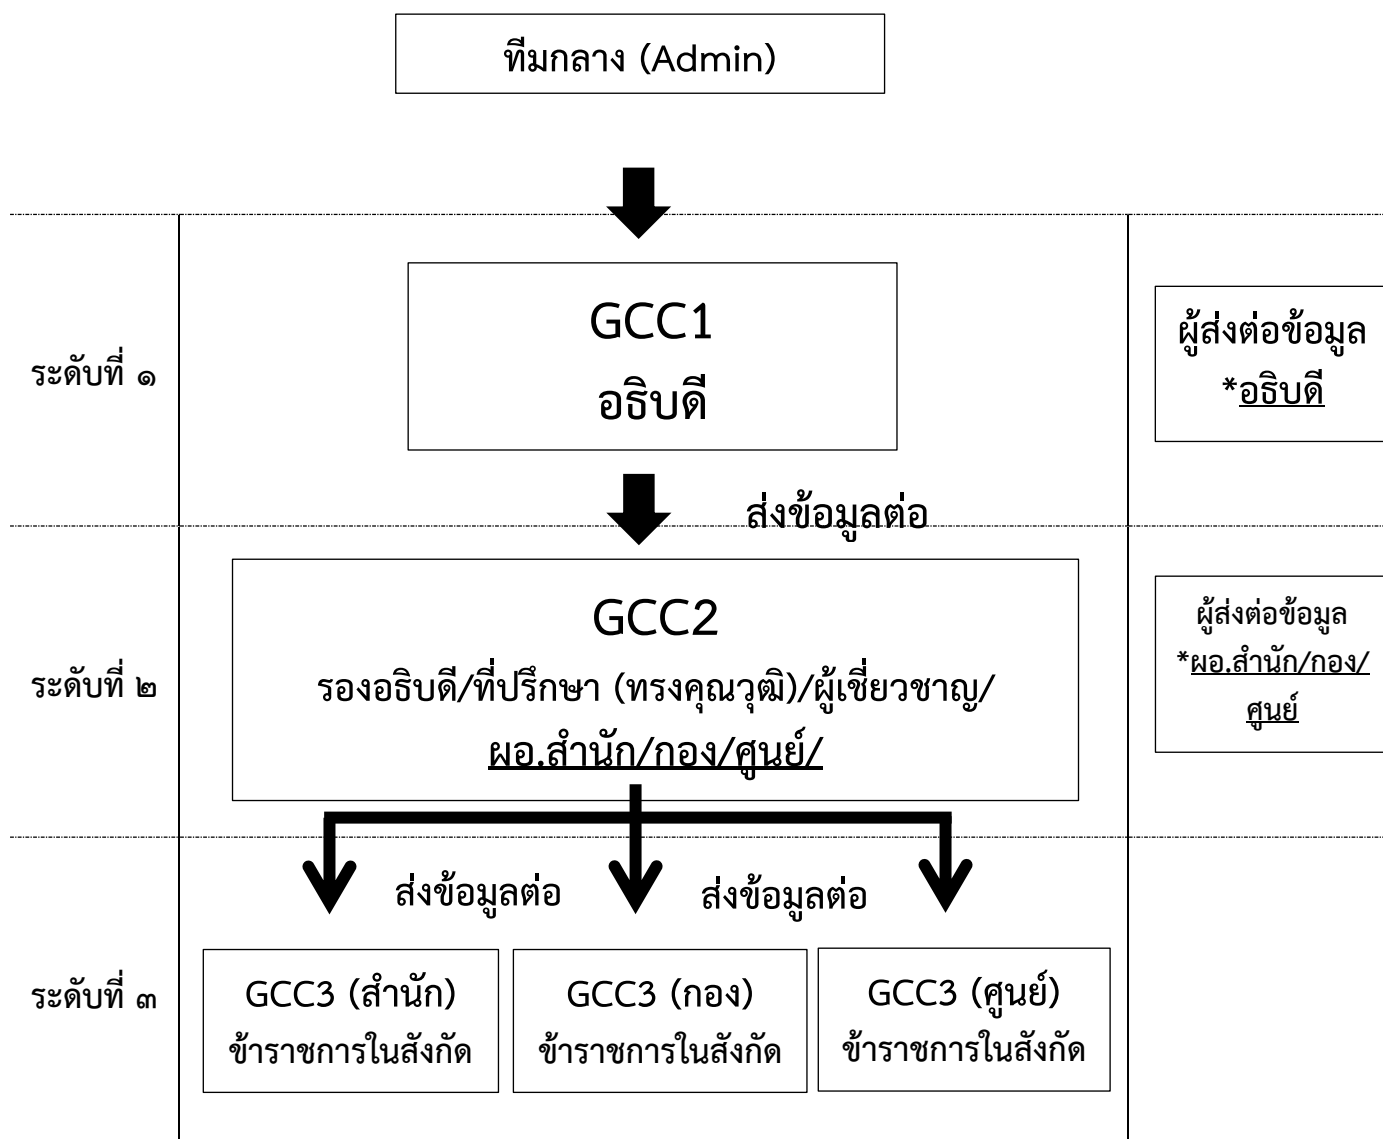 ทีมกลาง (Admin)
ระดับที่ ๑
GCC1
อธิบดี
ผู้ส่งต่อข้อมูล
*อธิบดี
ส่งข้อมูลต่อ
ระดับที่ ๒
GCC2
รองอธิบดี/ที่ปรึกษา (ทรงคุณวุฒิ)/ผู้เชี่ยวชาญ/
ผอ.สำนัก/กอง/ศูนย์/
ผู้ส่งต่อข้อมูล
*ผอ.สำนัก/กอง/
ศูนย์
ส่งข้อมูลต่อ
ส่งข้อมูลต่อ
ระดับที่ ๓
GCC3 (สำนัก)
ข้าราชการในสังกัด
GCC3 (กอง)
ข้าราชการในสังกัด
GCC3 (ศูนย์)
ข้าราชการในสังกัด